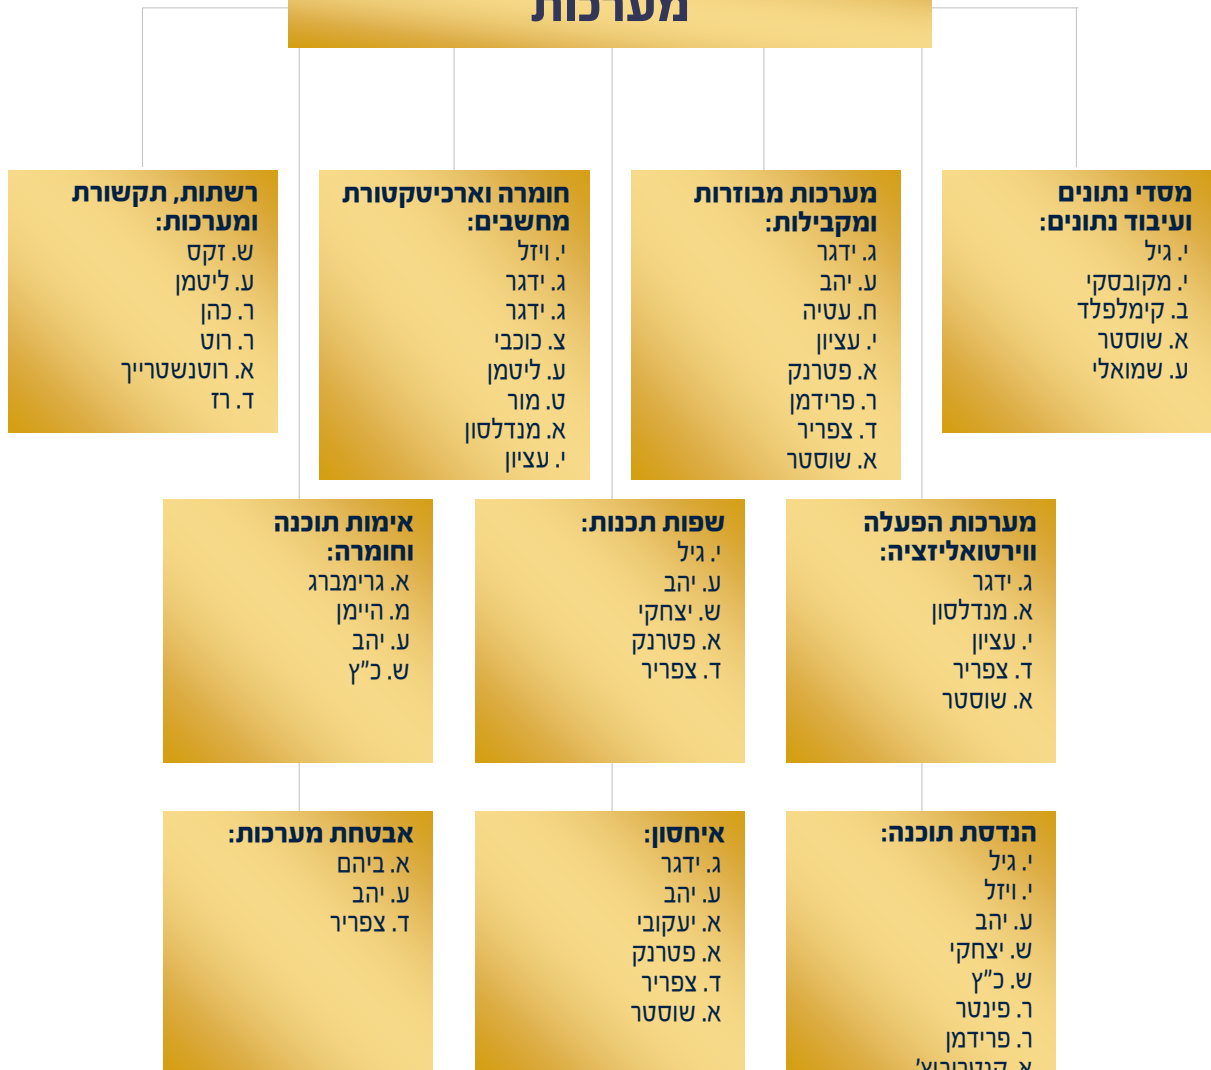 מערכות
מסדי נתונים
ועיבוד נתונים:
י. גיל
י. מקובסקי
ב. קימלפלד
א. שוסטר
ע. שמואלי
מערכות מבוזרות
ומקבילות:
ג. ידגר
ע. יהב
ח. עטיה
י. עציון
א. פטרנק
ר. פרידמן
ד. צפריר
א. שוסטר
חומרה וארכיטקטורת
מחשבים:
י. ויזל
ג. ידגר
ג. ידגר
צ. כוכבי
ע. ליטמן
ט. מור
א. מנדלסון
י. עציון
רשתות, תקשורת
ומערכות:
ש. זקס
ע. ליטמן
ר. כהן
ר. רוט
א. רוטנשטרייך
ד. רז
מערכות הפעלה
ווירטואליזציה:
ג. ידגר
א. מנדלסון
י. עציון
ד. צפריר
א. שוסטר
שפות תכנות:
י. גיל
ע. יהב
ש. יצחקי
א. פטרנק
ד. צפריר
אימות תוכנה
וחומרה:
א. גרימברג
מ. היימן
ע. יהב
ש. כ"ץ
הנדסת תוכנה:
י. גיל
י. ויזל
ע. יהב
ש. יצחקי
ש. כ"ץ
ר. פינטר
ר. פרידמן
א. קנטרוביץ'
איחסון:
ג. ידגר
ע. יהב
א. יעקובי
א. פטרנק
ד. צפריר
א. שוסטר
אבטחת מערכות:
א. ביהם
ע. יהב
ד. צפריר